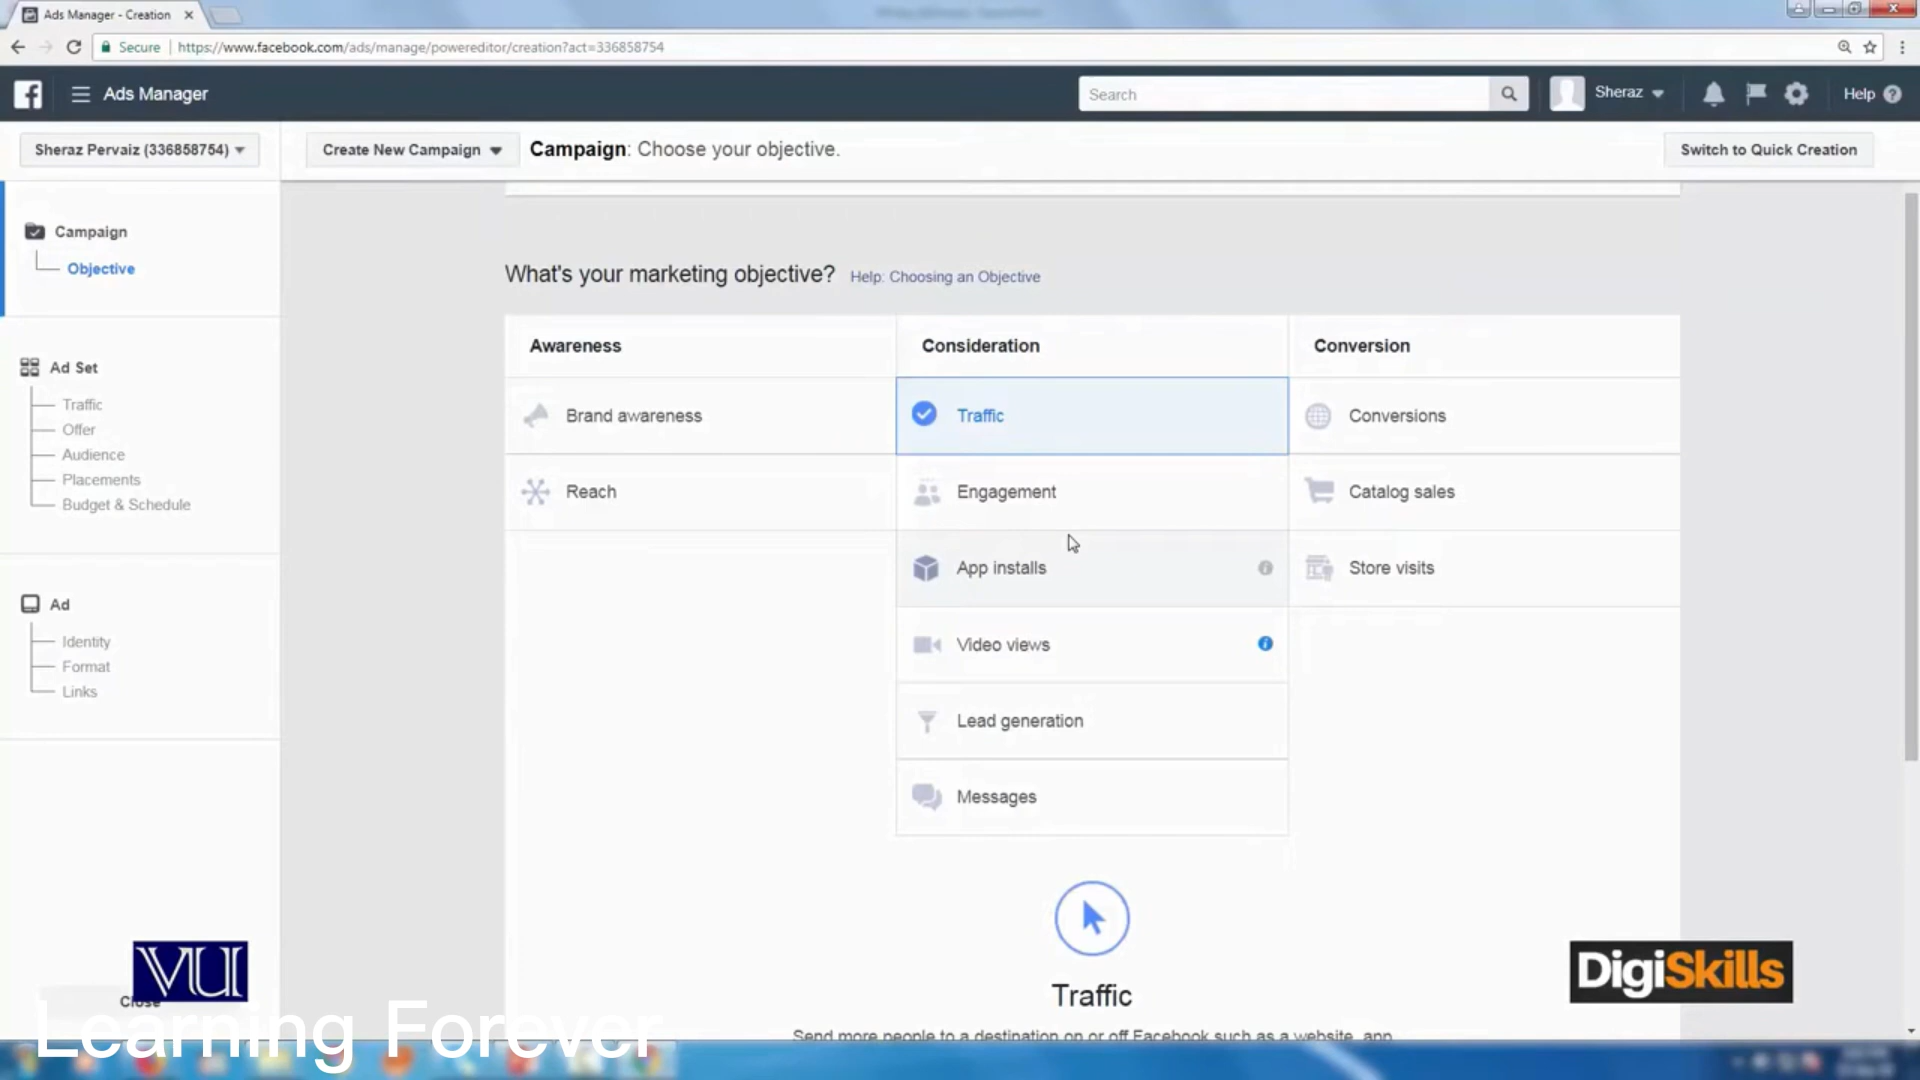 Ads Manager - Creation
Secure https://www.facebook.com/ads/manage/powereditor/creation?act=336858754
Ads Manager
Search
Sheraz
Help
Sheraz Pervaiz (336858754)
Create New Campaign
Campaign: Choose your objective.
Switch to Quick Creation
Campaign
Objective
Ad Set
Traffic
Offer
Audience
Placements
Budget & Schedule
Ad
Identity
Format
Links
Close
What's your marketing objective? Help: Choosing an Objective
Awareness
Brand awareness
Reach
Consideration
Traffic
Engagement
App installs
Video views
Lead generation
Messages
Conversion
Conversions
Catalog sales
Store visits
Traffic
Send more people to a destination on or off Facebook such as a website, app
VU
DigiSkills
Learning Forever